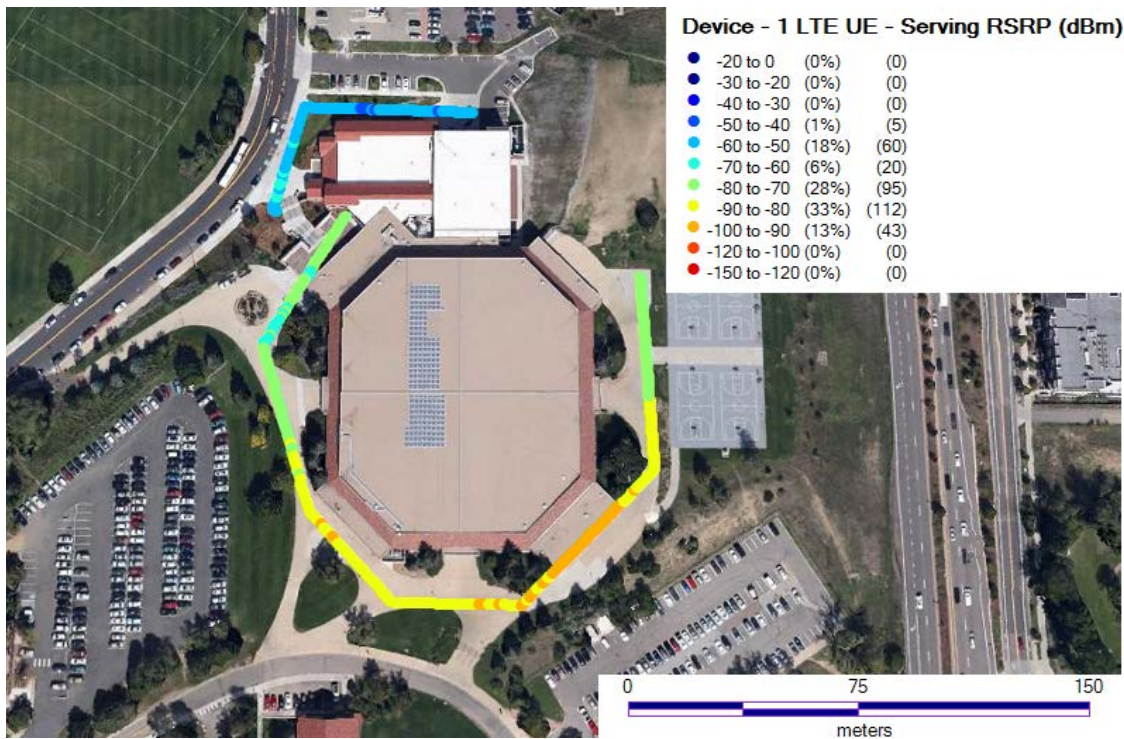 Device - 1 LTE UE - Serving RSRP (dBm)
-20 to 0 (0%) (0)
-30 to -20 (0%) (0)
-40 to -30 (0%) (0)
-50 to -40 (1%) (5)
-60 to -50 (18%) (60)
-70 to -60 (6%) (20)
-80 to -70 (28%) (95)
-90 to -80 (33%) (112)
-100 to -90 (13%) (43)
-120 to -100 (0%) (0)
-150 to -120 (0%) (0)
0 75 150
meters